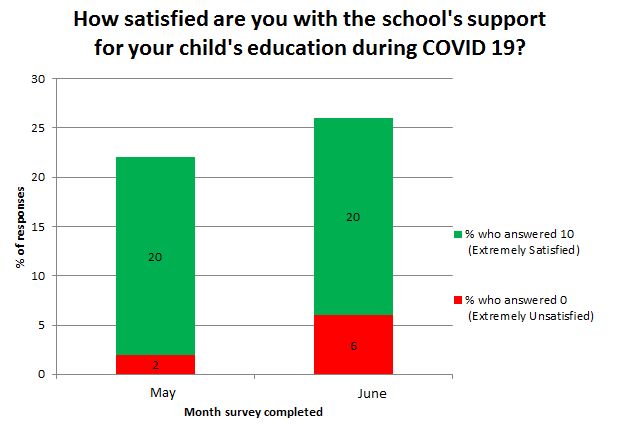 How satisfied are you with the school's support
for your child's education during COVID 19?
30
25
20
15
10
5
0
% of responses
20
2
20
6
May
June
Month survey completed
% who answered 10
(Extremely Satisfied)
% who answered 0
(Extremely Unsatisfied)